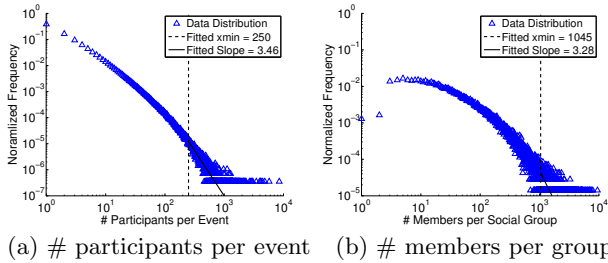 10^0
10^-1
10^-2
10^-3
10^-4
10^-5
10^-6
10^-7
Noramlized Frequency
Data Distribution
Fitted xmin = 250
Fitted Slope = 3.46
10^0 10^1 10^2 10^3 10^4
# Participants per Event
(a) # participants per event
10^0
10^-1
10^-2
10^-3
10^-4
10^-5
Normalized Frequency
Data Distribution
Fitted xmin = 1045
Fitted Slope = 3.28
10^0 10^1 10^2 10^3 10^4
# Members per Social Group
(b) # members per group